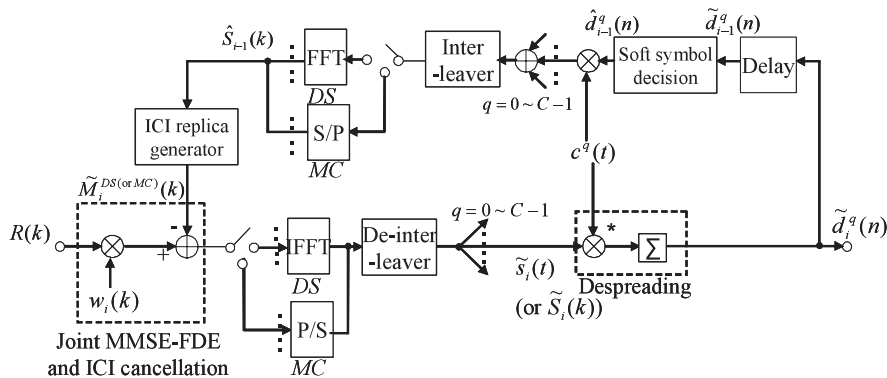 Ŝ_{i-1}(k)
FFT
DS
S/P
MC
Inter
-leaver
q = 0 ~ C − 1
d̂^q_{i-1}(n)
Soft symbol
decision
d̃^q_{i-1}(n)
Delay
ICI replica
generator
c^q(t)
M̃_i^{DS(or MC)}(k)
R(k)
-
+
w_i(k)
Joint MMSE-FDE
and ICI cancellation
IFFT
DS
P/S
MC
De-inter
-leaver
q = 0 ~ C − 1
s̃_i(t)
(or S̃_i(k))
*
Σ
Despreading
d̃^q_i(n)